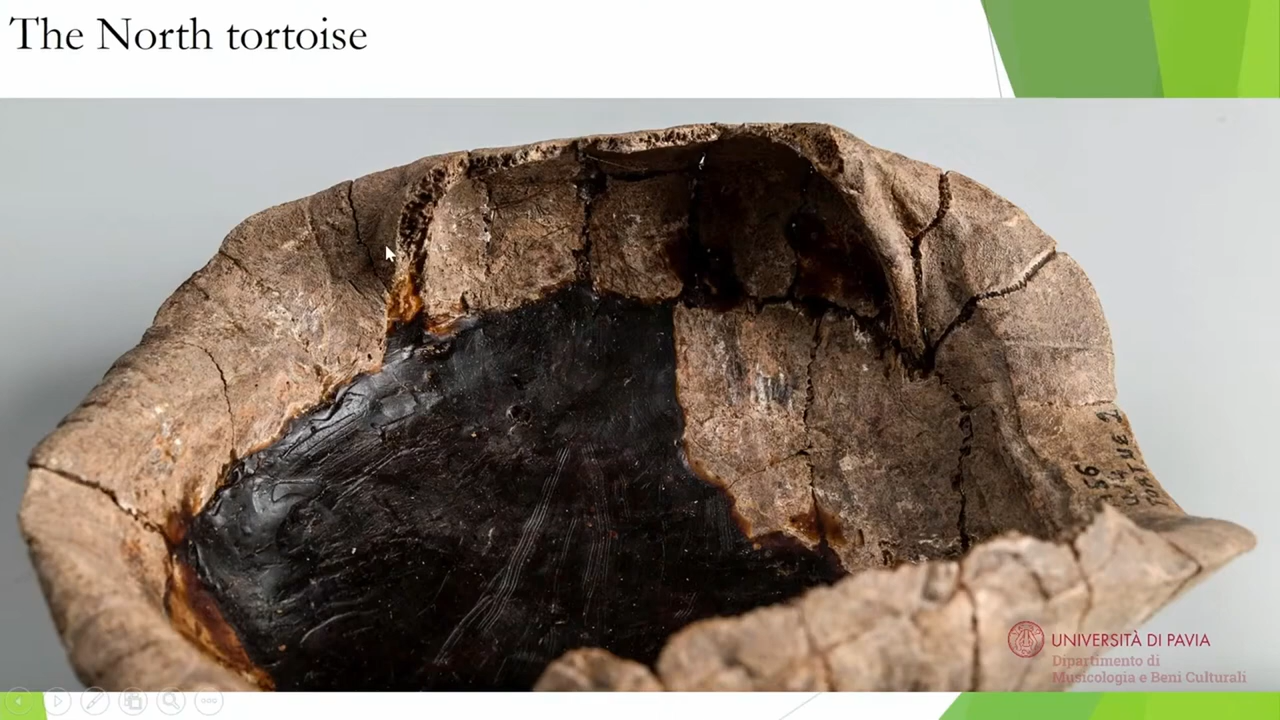 The North tortoise
UNIVERSITÀ DI PAVIA
Dipartimento di
Musicologia e Beni Culturali